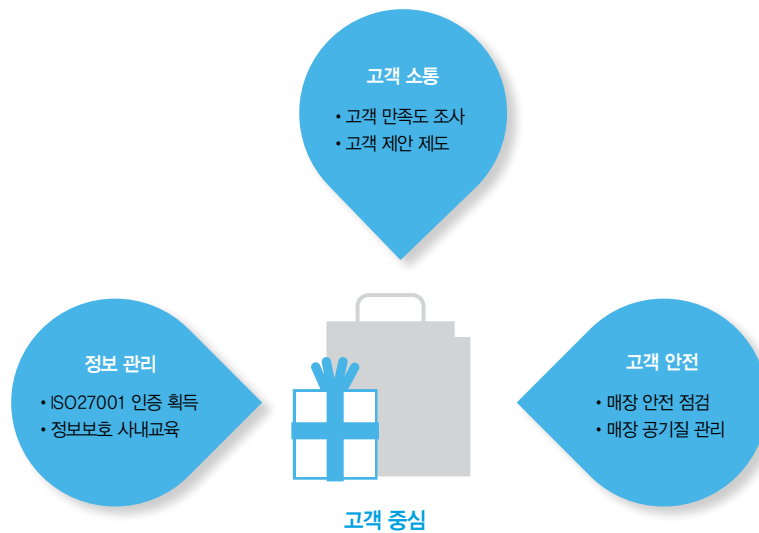 고객 소통
• 고객 만족도 조사
• 고객 제안 제도
정보 관리
• ISO27001 인증 획득
• 정보보호 사내교육
고객 안전
• 매장 안전 점검
• 매장 공기질 관리
고객 중심